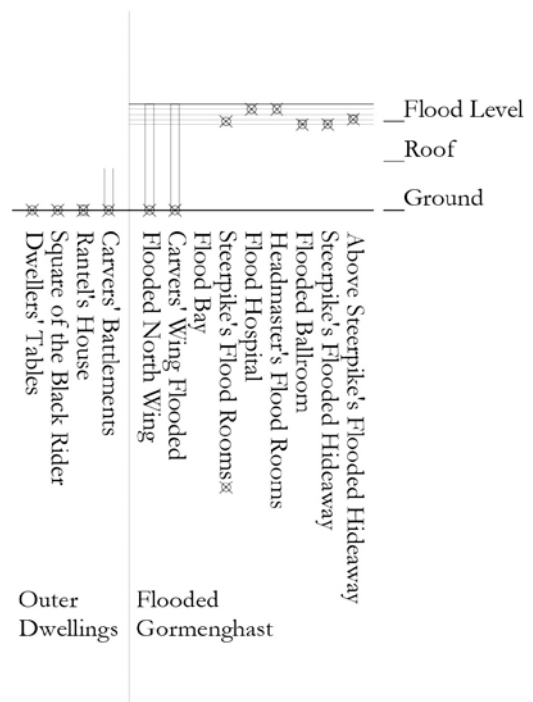 Flood Level
Roof
Ground
Dwellers' Tables
Square of the Black Rider
Rantel's House
Carvers' Battlements
Flooded North Wing
Carvers' Wing Flooded
Flood Bay
Steerpike's Flood Rooms
Flood Hospital
Headmaster's Flood Rooms
Flooded Ballroom
Steerpike's Flooded Hideaway
Above Steerpike's Flooded Hideaway
Outer
Dwellings
Flooded
Gormenghast